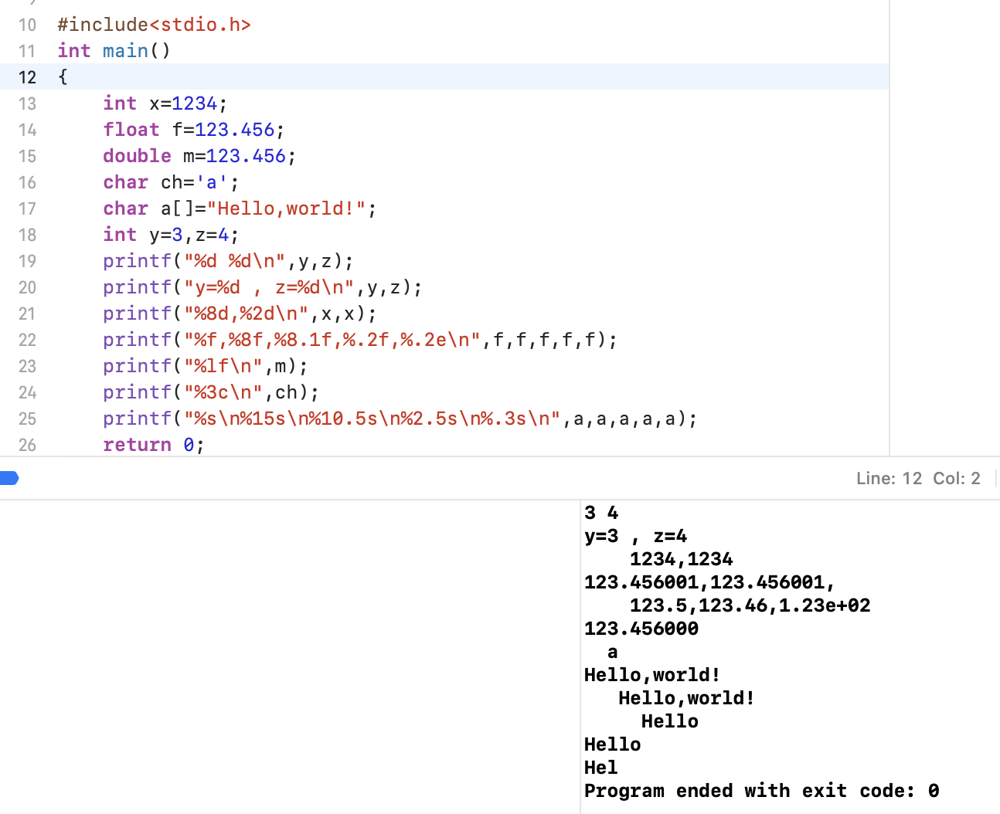 10 #include<stdio.h>
11 int main()
12 {
13     int x=1234;
14     float f=123.456;
15     double m=123.456;
16     char ch='a';
17     char a[]="Hello,world!";
18     int y=3,z=4;
19     printf("%d %d\n",y,z);
20     printf("y=%d , z=%d\n",y,z);
21     printf("%8d,%2d\n",x,x);
22     printf("%f,%8f,%8.1f,%.2f,%.2e\n",f,f,f,f,f);
23     printf("%lf\n",m);
24     printf("%3c\n",ch);
25     printf("%s\n%15s\n%10.5s\n%2.5s\n%.3s\n",a,a,a,a,a);
26     return 0;
Line: 12 Col: 2
3 4
y=3 , z=4
    1234,1234
123.456001,123.456001,
    123.5,123.46,1.23e+02
123.456000
  a
Hello,world!
   Hello,world!
     Hello
Hello
Hel
Program ended with exit code: 0